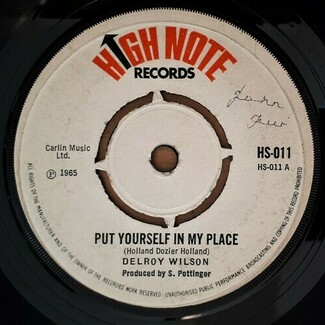 HIGH NOTE
RECORDS
Carlin Music
Ltd.
℗ 1965
HS-011
HS-011 A
PUT YOURSELF IN MY PLACE
(Holland Dozier Holland)
DELROY WILSON
Produced by S. Pottinger
ALL RIGHTS OF THE MANUFACTURER AND OF THE OWNER OF THE RECORDED WORK RESERVED · UNAUTHORISED PUBLIC PERFORMANCE BROADCASTING AND COPYING OF THIS RECORD PROHIBITED